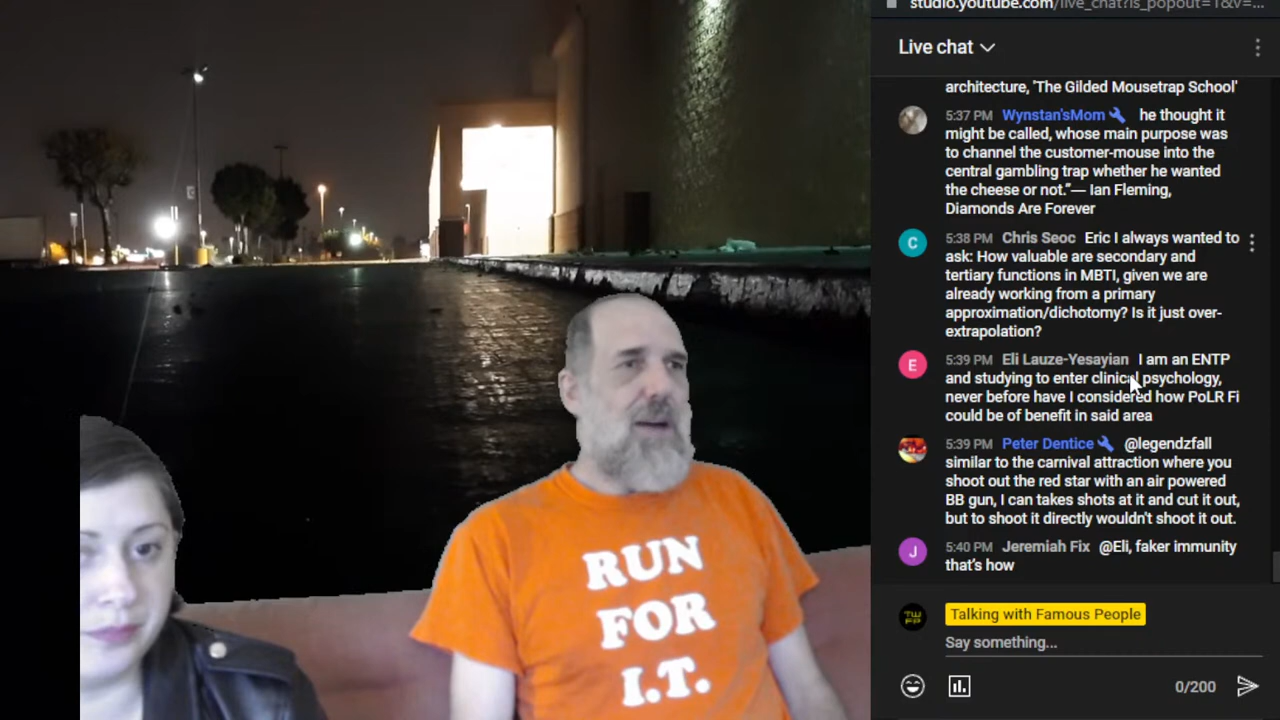 studio.youtube.com/live_chat?is_popout=1&v=...
Live chat
architecture, 'The Gilded Mousetrap School'
5:37 PM Wynstan'sMom he thought it
might be called, whose main purpose was
to channel the customer-mouse into the
central gambling trap whether he wanted
the cheese or not.”— Ian Fleming,
Diamonds Are Forever
C
5:38 PM Chris Seoc Eric I always wanted to
ask: How valuable are secondary and
tertiary functions in MBTI, given we are
already working from a primary
approximation/dichotomy? Is it just over-
extrapolation?
E
5:39 PM Eli Lauze-Yesayian I am an ENTP
and studying to enter clinical psychology,
never before have I considered how PoLR Fi
could be of benefit in said area
5:39 PM Peter Dentice @legendzfall
similar to the carnival attraction where you
shoot out the red star with an air powered
BB gun, I can takes shots at it and cut it out,
but to shoot it directly wouldn't shoot it out.
J
5:40 PM Jeremiah Fix @Eli, faker immunity
that's how
TW
FP
Talking with Famous People
Say something...
0/200
RUN
FOR
I.T.